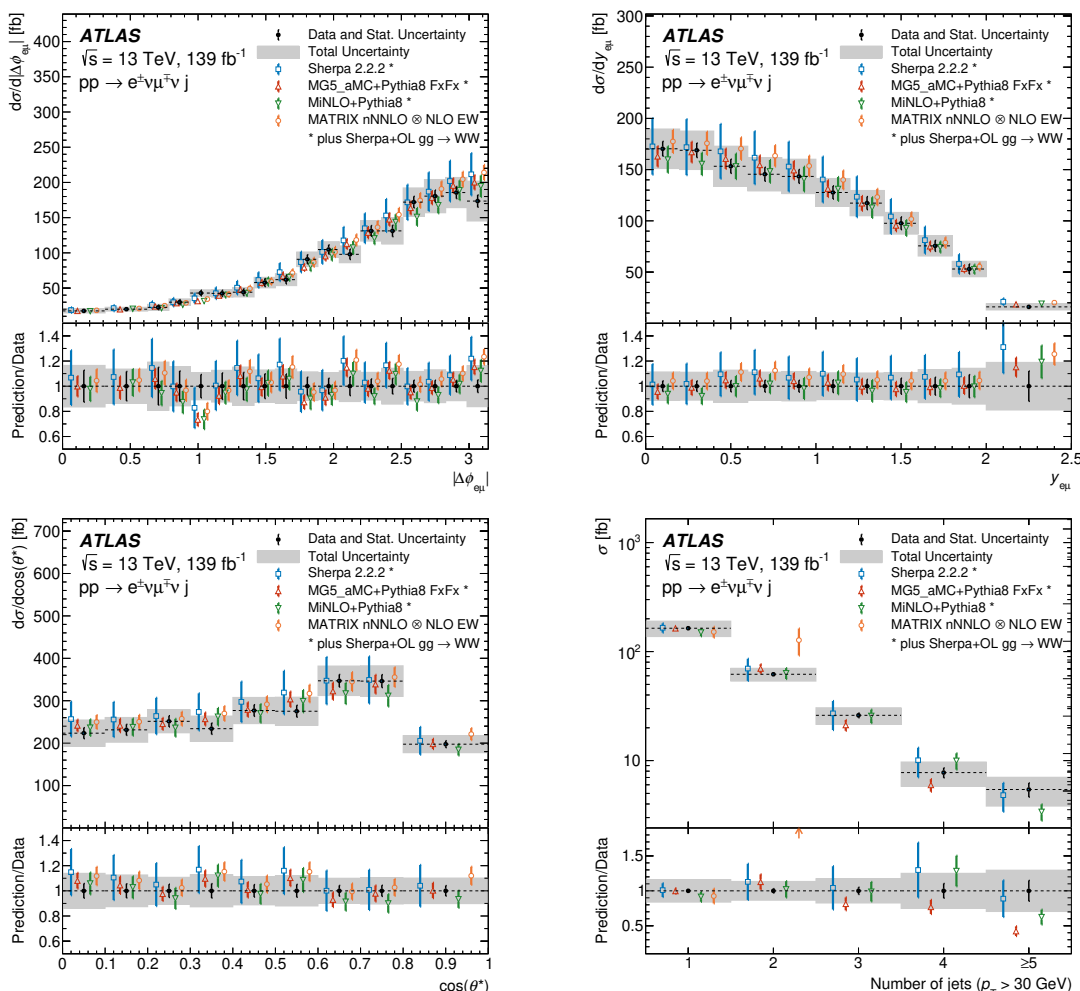 dσ/d|Δϕeμ| [fb]
ATLAS
√s = 13 TeV, 139 fb-1
pp → e±νμ∓ν j
Data and Stat. Uncertainty
Total Uncertainty
Sherpa 2.2.2 *
MG5_aMC+Pythia8 FxFx *
MiNLO+Pythia8 *
MATRIX nNNLO ⊗ NLO EW
* plus Sherpa+OL gg → WW
400
350
300
250
200
150
100
50
Prediction/Data
1.4
1.2
1.0
0.8
0.6
0 0.5 1 1.5 2 2.5 3
|Δϕeμ|
dσ/dyeμ [fb]
ATLAS
√s = 13 TeV, 139 fb-1
pp → e±νμ∓ν j
Data and Stat. Uncertainty
Total Uncertainty
Sherpa 2.2.2 *
MG5_aMC+Pythia8 FxFx *
MiNLO+Pythia8 *
MATRIX nNNLO ⊗ NLO EW
* plus Sherpa+OL gg → WW
300
250
200
150
100
50
Prediction/Data
1.4
1.2
1.0
0.8
0.6
0 0.5 1 1.5 2 2.5
yeμ
dσ/dcos(θ*) [fb]
ATLAS
√s = 13 TeV, 139 fb-1
pp → e±νμ∓ν j
Data and Stat. Uncertainty
Total Uncertainty
Sherpa 2.2.2 *
MG5_aMC+Pythia8 FxFx *
MiNLO+Pythia8 *
MATRIX nNNLO ⊗ NLO EW
* plus Sherpa+OL gg → WW
700
600
500
400
300
200
100
Prediction/Data
1.4
1.2
1.0
0.8
0.6
0 0.1 0.2 0.3 0.4 0.5 0.6 0.7 0.8 0.9 1
cos(θ*)
σ [fb]
ATLAS
√s = 13 TeV, 139 fb-1
pp → e±νμ∓ν j
Data and Stat. Uncertainty
Total Uncertainty
Sherpa 2.2.2 *
MG5_aMC+Pythia8 FxFx *
MiNLO+Pythia8 *
MATRIX nNNLO ⊗ NLO EW
* plus Sherpa+OL gg → WW
10^3
10^2
10
Prediction/Data
1.5
1.0
0.5
1 2 3 4 ≥5
Number of jets (pT > 30 GeV)